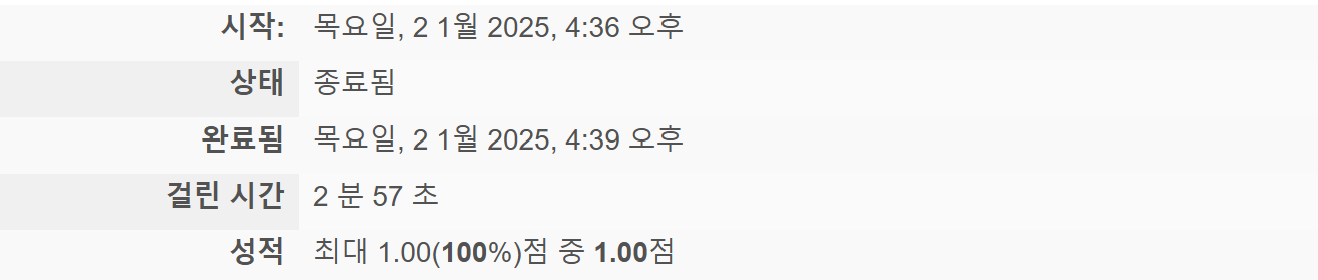 시작: 목요일, 2 1월 2025, 4:36 오후
상태 종료됨
완료됨 목요일, 2 1월 2025, 4:39 오후
걸린 시간 2 분 57 초
성적 최대 1.00(100%)점 중 1.00점